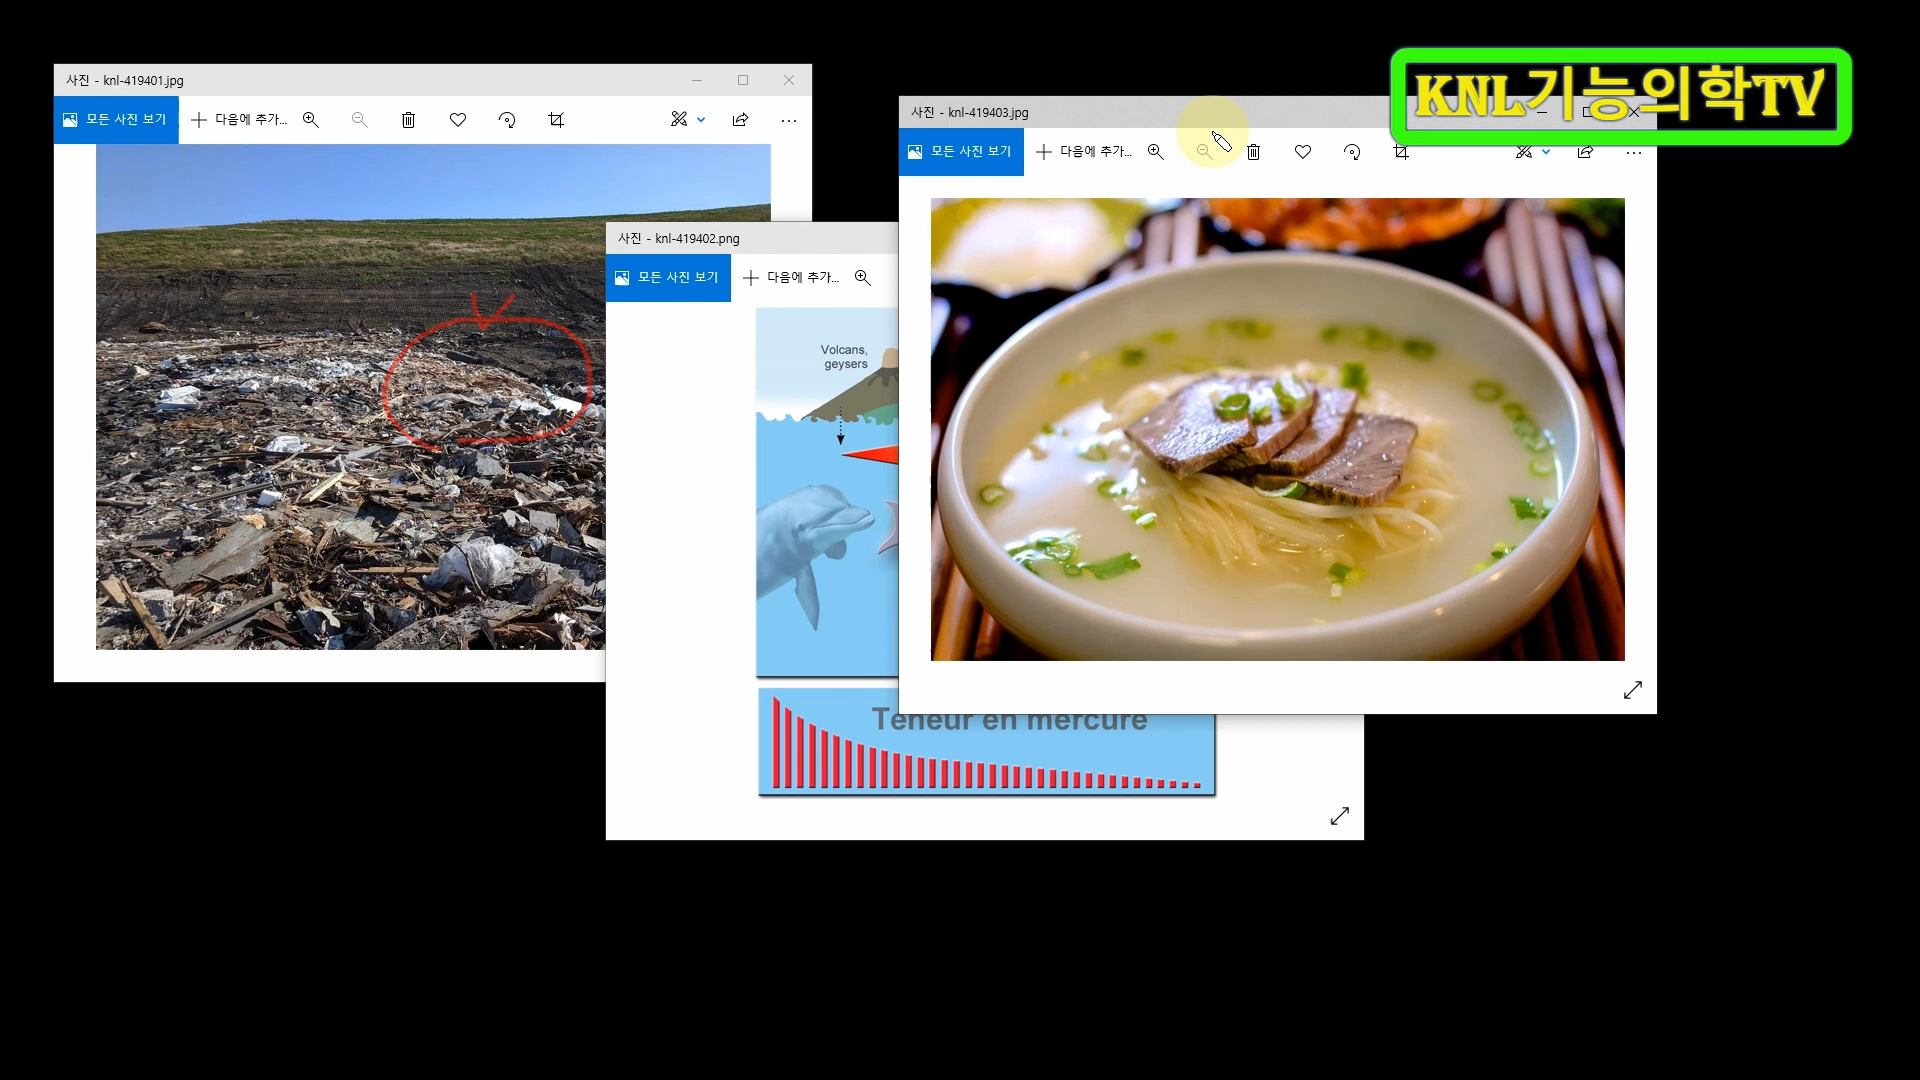 KNL기능의학TV
사진 - knl-419401.jpg
모든 사진 보기
다음에 추가...
사진 - knl-419402.png
모든 사진 보기
다음에 추가...
Volcans,
geysers
Teneur en mercure
사진 - knl-419403.jpg
모든 사진 보기
다음에 추가...